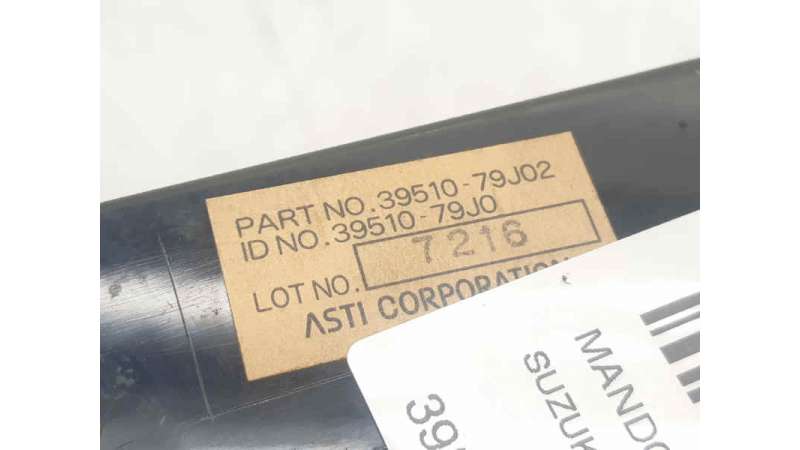 PART NO.39510-79J02
ID NO.39510-79J0
LOT NO. 7216
ASTI CORPORATION
MANDO
SUZUK
39